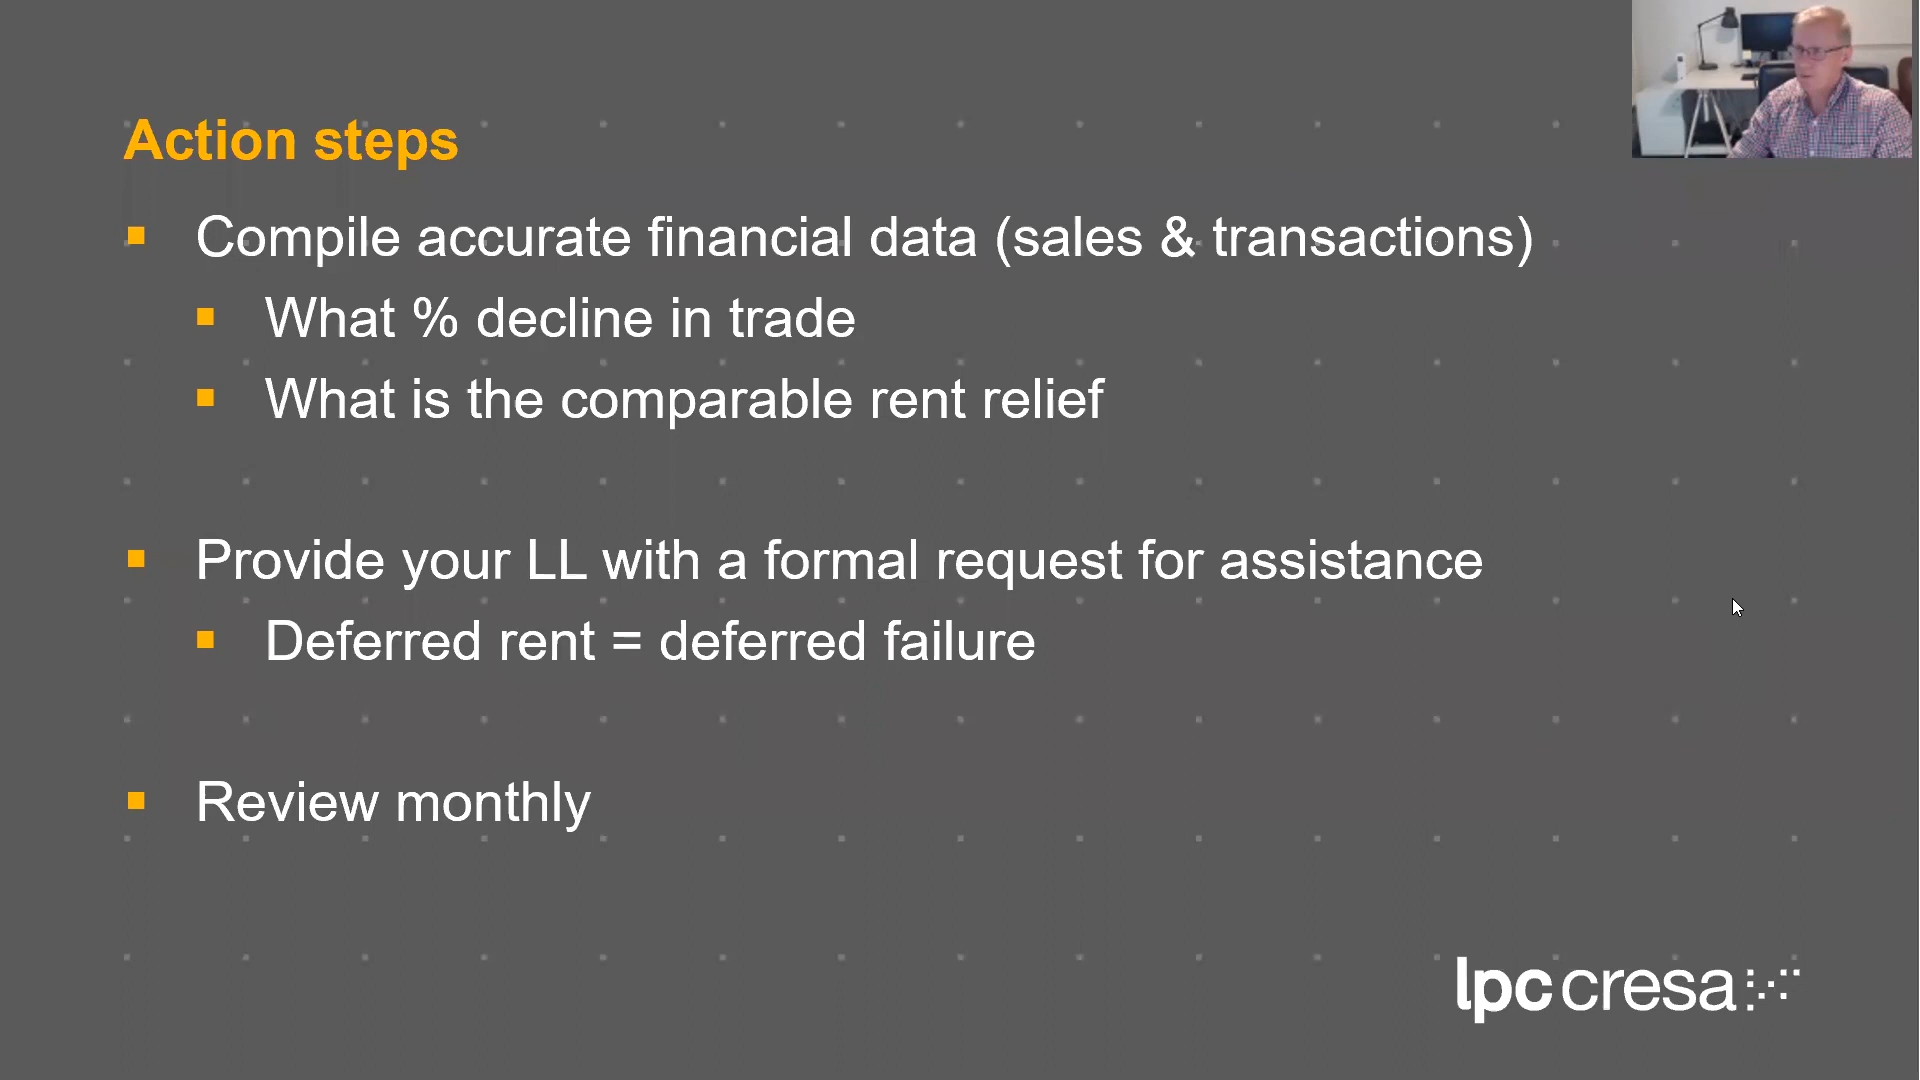 Action steps
Compile accurate financial data (sales & transactions)
What % decline in trade
What is the comparable rent relief
Provide your LL with a formal request for assistance
Deferred rent = deferred failure
Review monthly
lpc cresa